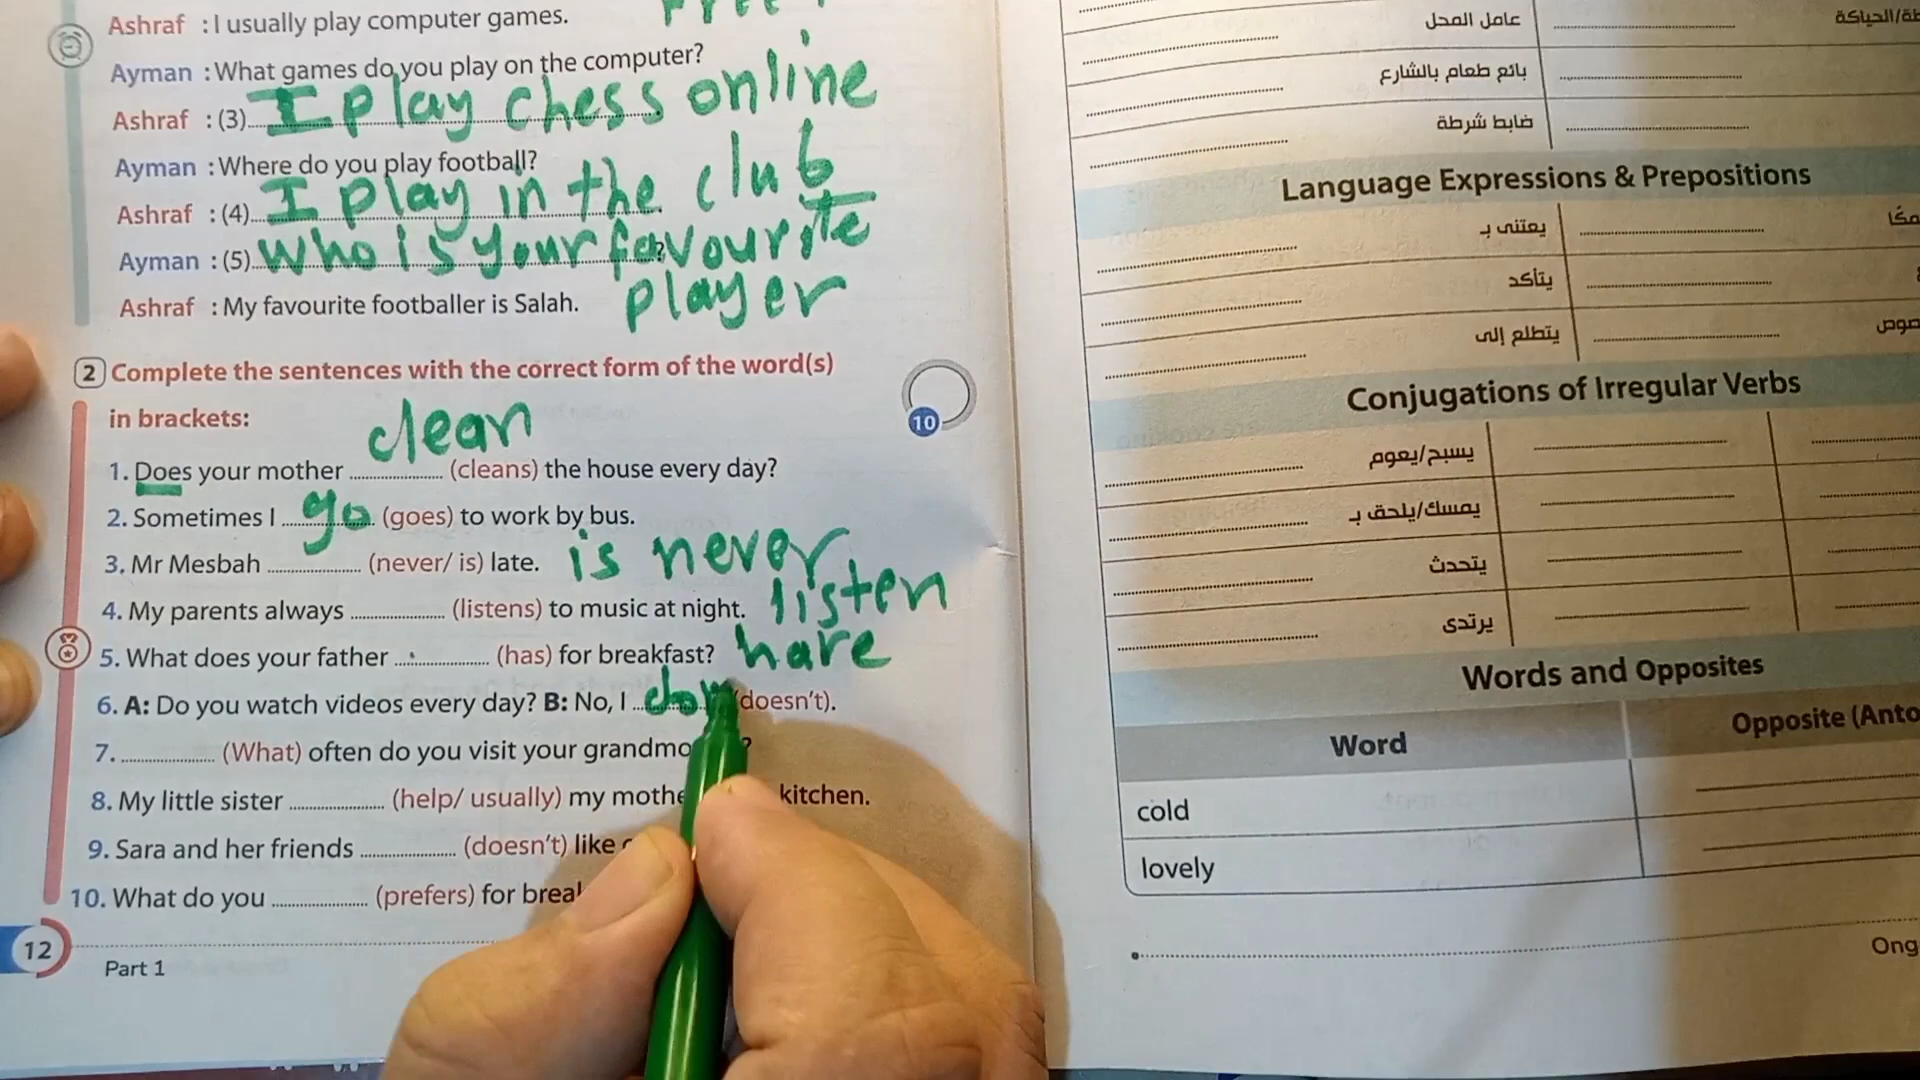 Ashraf : I usually play computer games.
Ayman : What games do you play on the computer?
Ashraf : (3) I play chess online
Ayman : Where do you play football?
Ashraf : (4) I play in the club
Ayman : (5) who is your favourite ?
player
Ashraf : My favourite footballer is Salah.
2 Complete the sentences with the correct form of the word(s)
in brackets:
10
clean
1. Does your mother (cleans) the house every day?
2. Sometimes I go (goes) to work by bus.
3. Mr Mesbah (never/ is) late. is never
4. My parents always (listens) to music at night. listen
5. What does your father (has) for breakfast? have
6. A: Do you watch videos every day? B: No, I don (doesn't).
7. (What) often do you visit your ?
8. My little sister (help/ usually) my kitchen.
9. Sara and her friends (doesn't) like
10. What do you (prefers) for
12
Part 1
عامل المحل
بائع طعام بالشارع
ضابط شرطة
Language Expressions & Prepositions
يعتنى بـ
يتأكد
يتطلع إلى
Conjugations of Irregular Verbs
يسبح/يعوم
يمسك/يلحق بـ
يتحدث
يرتدى
Words and Opposites
Word Opposite
cold
lovely